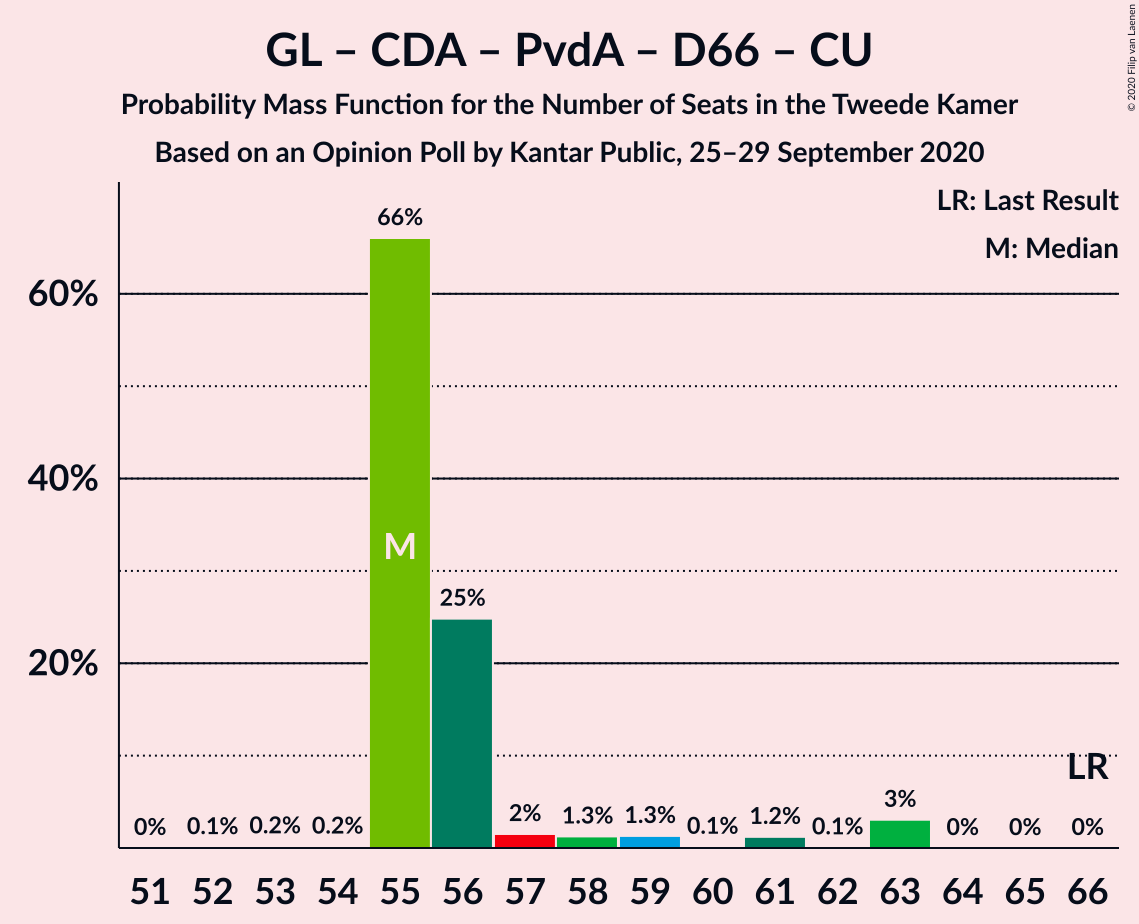 GL – CDA – PvdA – D66 – CU
Probability Mass Function for the Number of Seats in the Tweede Kamer
Based on an Opinion Poll by Kantar Public, 25–29 September 2020
© 2020 Filip van Laenen
LR: Last Result
M: Median
60%
40%
20%
0% 0.1% 0.2% 0.2% 66% 25% 2% 1.3% 1.3% 0.1% 1.2% 0.1% 3% 0% 0% 0%
M
LR
51 52 53 54 55 56 57 58 59 60 61 62 63 64 65 66